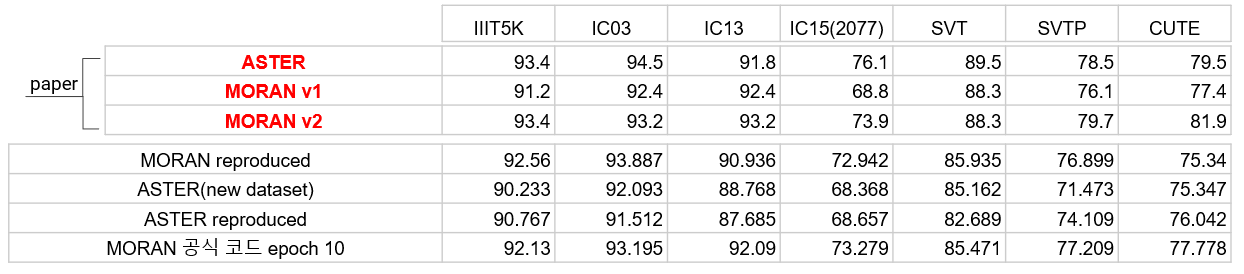 IIIT5K IC03 IC13 IC15(2077) SVT SVTP CUTE
paper
ASTER 93.4 94.5 91.8 76.1 89.5 78.5 79.5
MORAN v1 91.2 92.4 92.4 68.8 88.3 76.1 77.4
MORAN v2 93.4 93.2 93.2 73.9 88.3 79.7 81.9
MORAN reproduced 92.56 93.887 90.936 72.942 85.935 76.899 75.34
ASTER(new dataset) 90.233 92.093 88.768 68.368 85.162 71.473 75.347
ASTER reproduced 90.767 91.512 87.685 68.657 82.689 74.109 76.042
MORAN 공식 코드 epoch 10 92.13 93.195 92.09 73.279 85.471 77.209 77.778